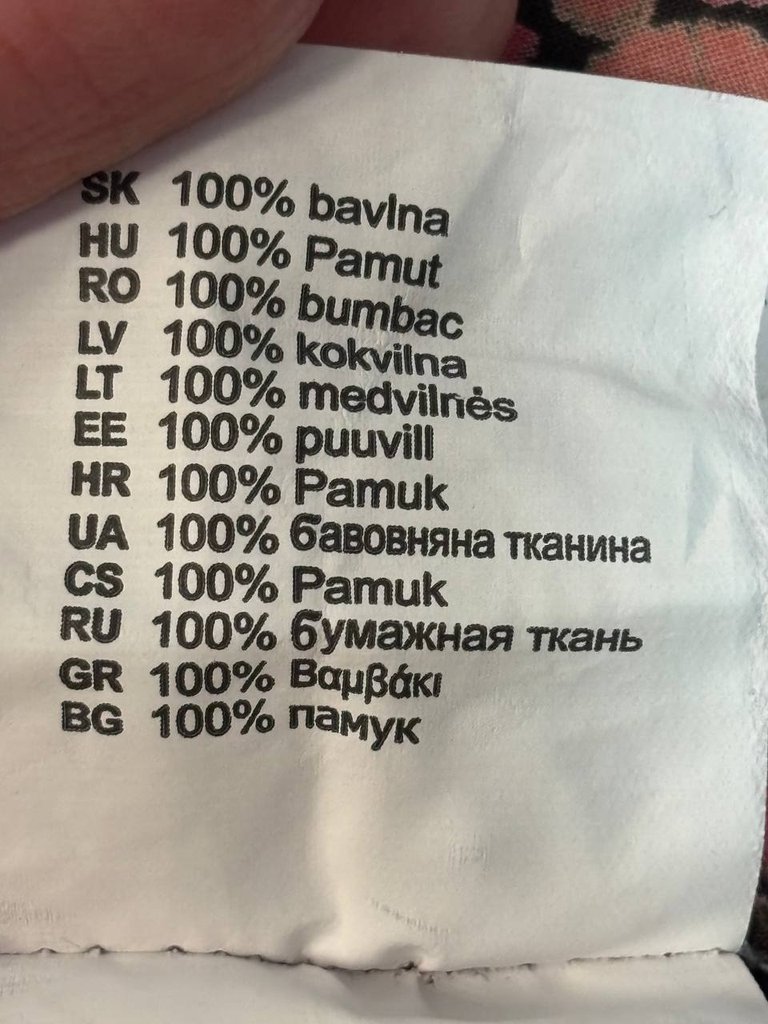 SK 100% bavlna
HU 100% Pamut
RO 100% bumbac
LV 100% kokvilna
LT 100% medvilnės
EE 100% puuvill
HR 100% Pamuk
UA 100% бавовняна тканина
CS 100% Pamuk
RU 100% бумажная ткань
GR 100% Βαμβάκι
BG 100% памук